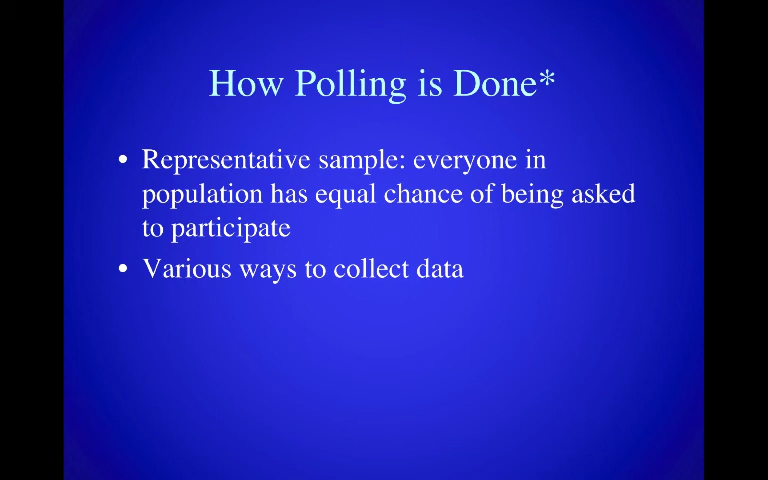 How Polling is Done*
• Representative sample: everyone in
population has equal chance of being asked
to participate
• Various ways to collect data